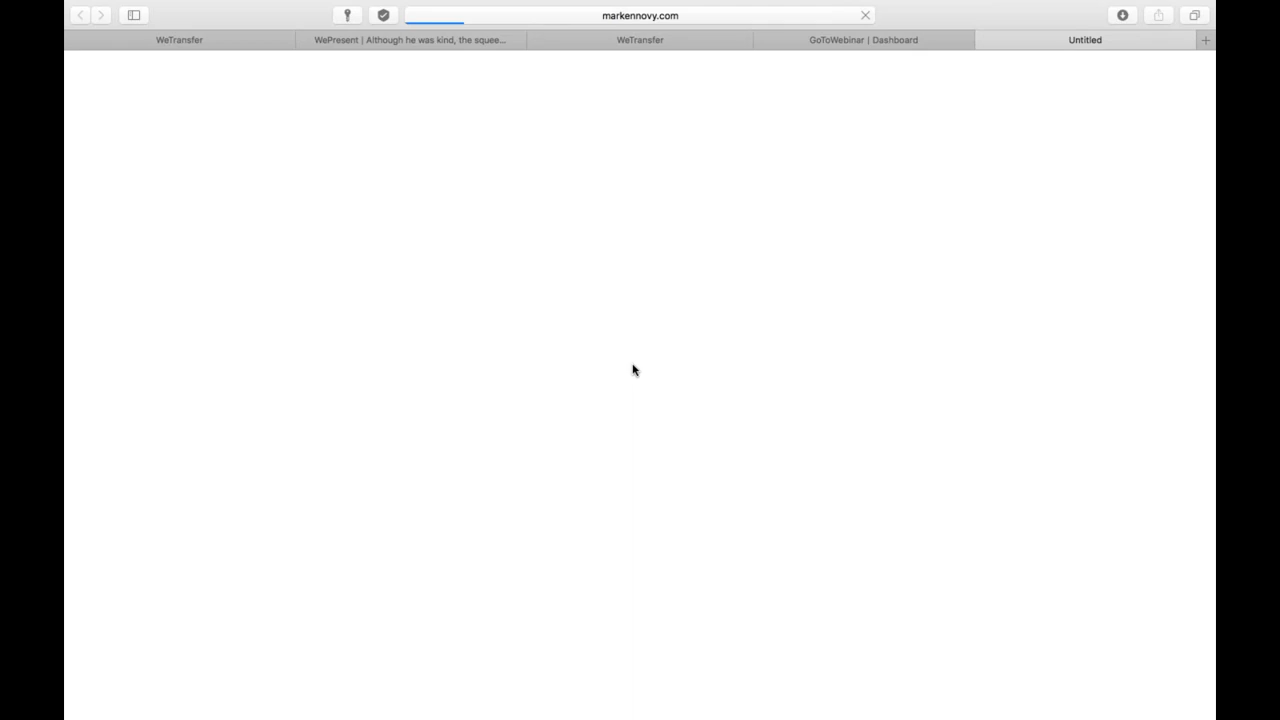 markennovy.com
WeTransfer
WePresent | Although he was kind, the squee...
WeTransfer
GoToWebinar | Dashboard
Untitled